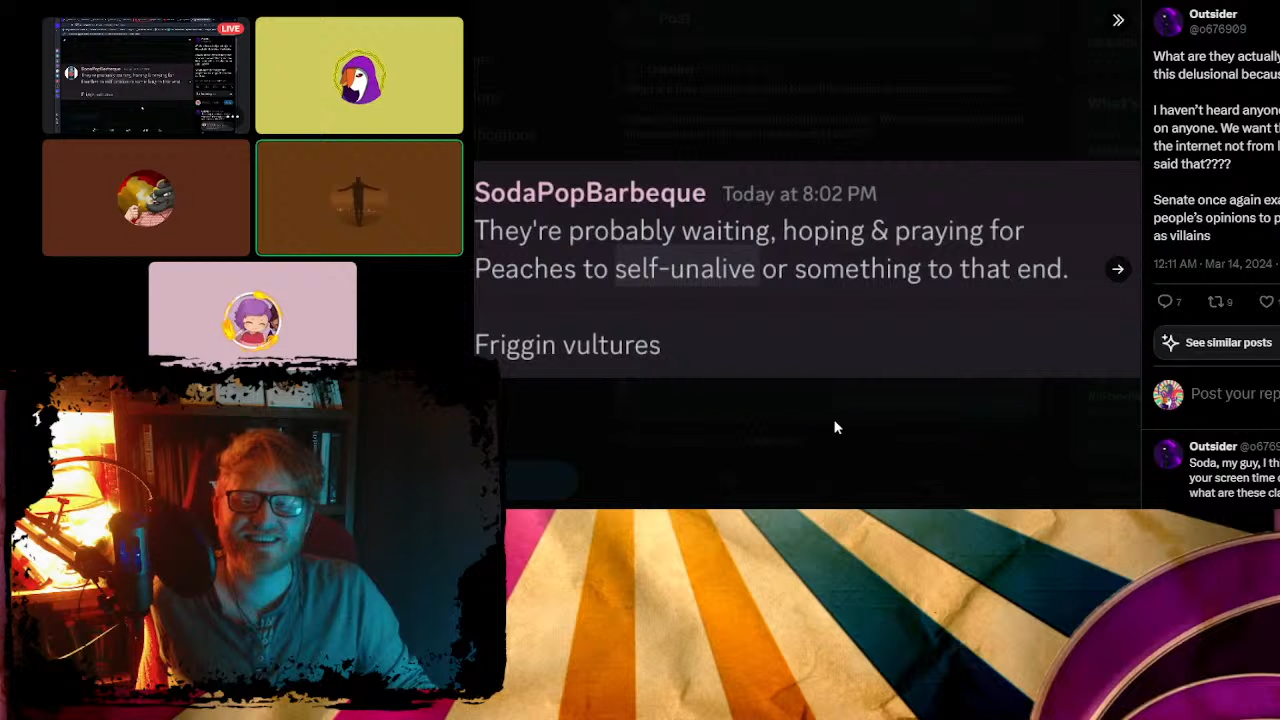 LIVE
SodaPopBarbeque Today at 8:02 PM
They're probably waiting, hoping & praying for
Peaches to self-unalive or something to that end.
Friggin vultures
Outsider
@o676909
What are they actually
this delusional becaus
I haven't heard anyon
on anyone. We want t
the internet not from
said that????
Senate once again exa
people's opinions to p
as villains
12:11 AM · Mar 14, 2024
7
9
See similar posts
Post your rep
Outsider @o6769
Soda, my guy, I th
your screen time
what are these cla